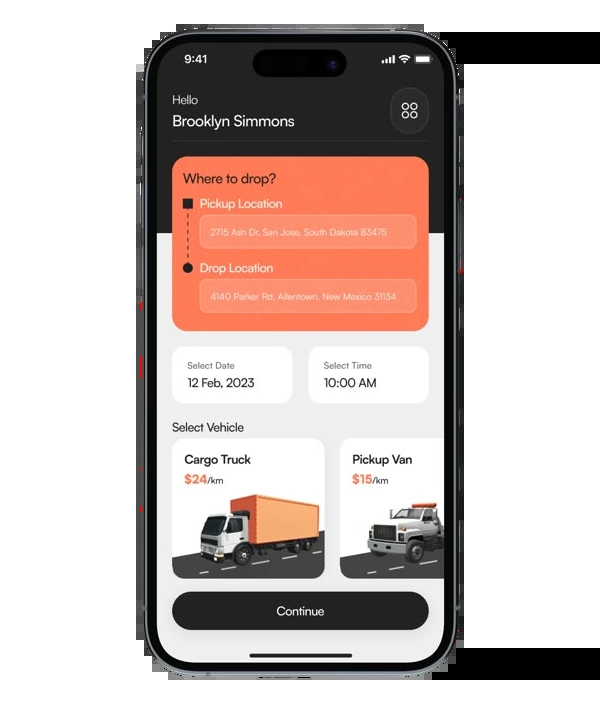 9:41
Hello
Brooklyn Simmons
Where to drop?
Pickup Location
2715 Ash Dr. San Jose, South Dakota 83475
Drop Location
4140 Parker Rd. Allentown, New Mexico 31134
Select Date
12 Feb, 2023
Select Time
10:00 AM
Select Vehicle
Cargo Truck
$24/km
Pickup Van
$15/km
Continue